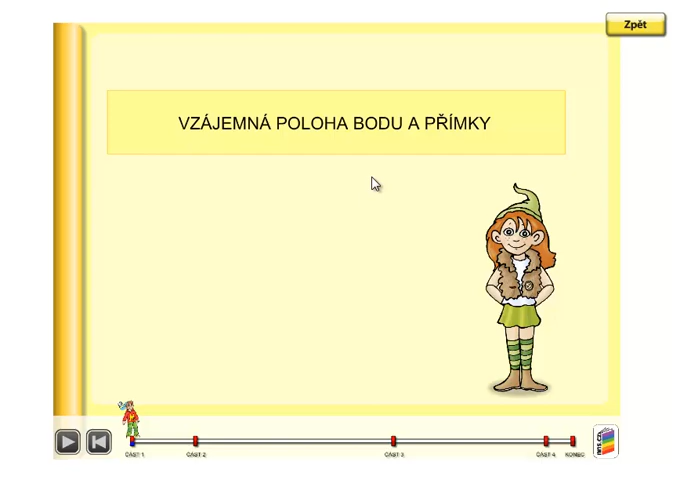 Zpět
VZÁJEMNÁ POLOHA BODU A PŘÍMKY
ČÁST 1
ČÁST 2
ČÁST 3
ČÁST 4
KONEC